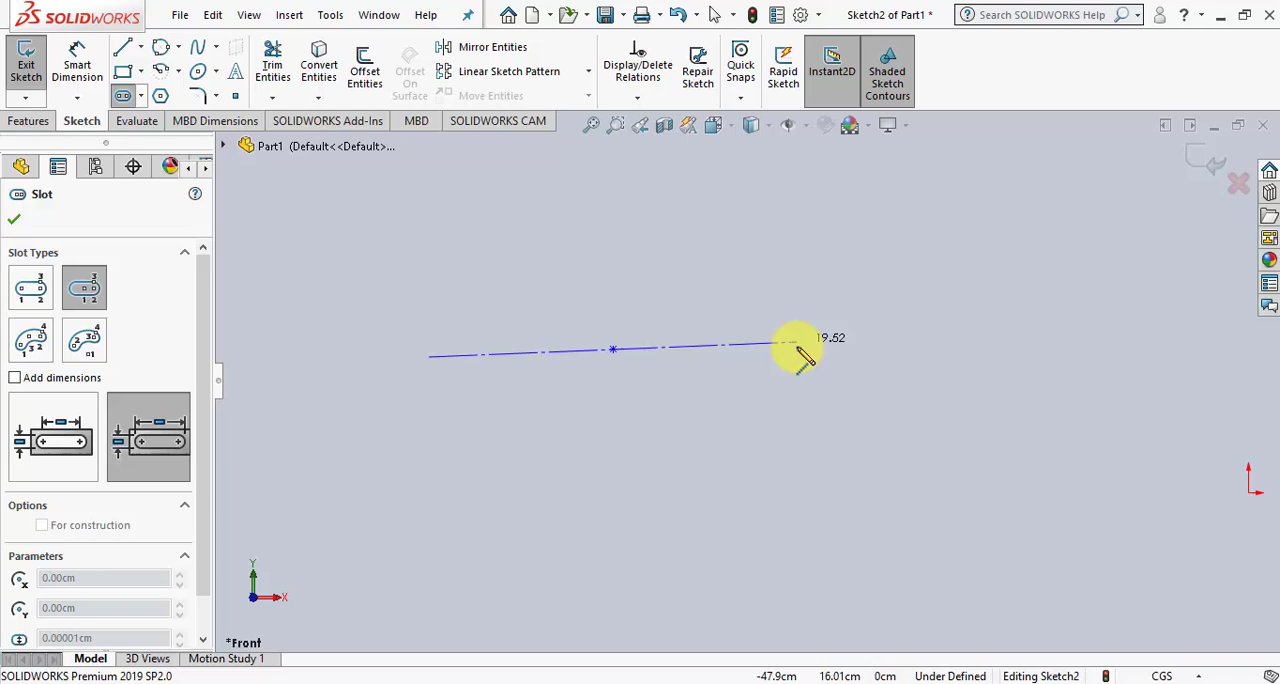 SOLIDWORKS File Edit View Insert Tools Window Help Sketch2 of Part1 * Search SOLIDWORKS Help ?
Exit Sketch
Smart Dimension
Trim Entities
Convert Entities
Offset Entities
Offset On Surface
Mirror Entities
Linear Sketch Pattern
Move Entities
Display/Delete Relations
Repair Sketch
Quick Snaps
Rapid Sketch
Instant2D
Shaded Sketch Contours
Features Sketch Evaluate MBD Dimensions SOLIDWORKS Add-Ins MBD SOLIDWORKS CAM
Part1 (Default<<Default>...
Slot
Slot Types
Add dimensions
19.52
Options
For construction
Parameters
0.00cm
0.00cm
0.00001cm
Y
X
*Front
Model 3D Views Motion Study 1
SOLIDWORKS Premium 2019 SP2.0 -47.9cm 16.01cm 0cm Under Defined Editing Sketch2 CGS